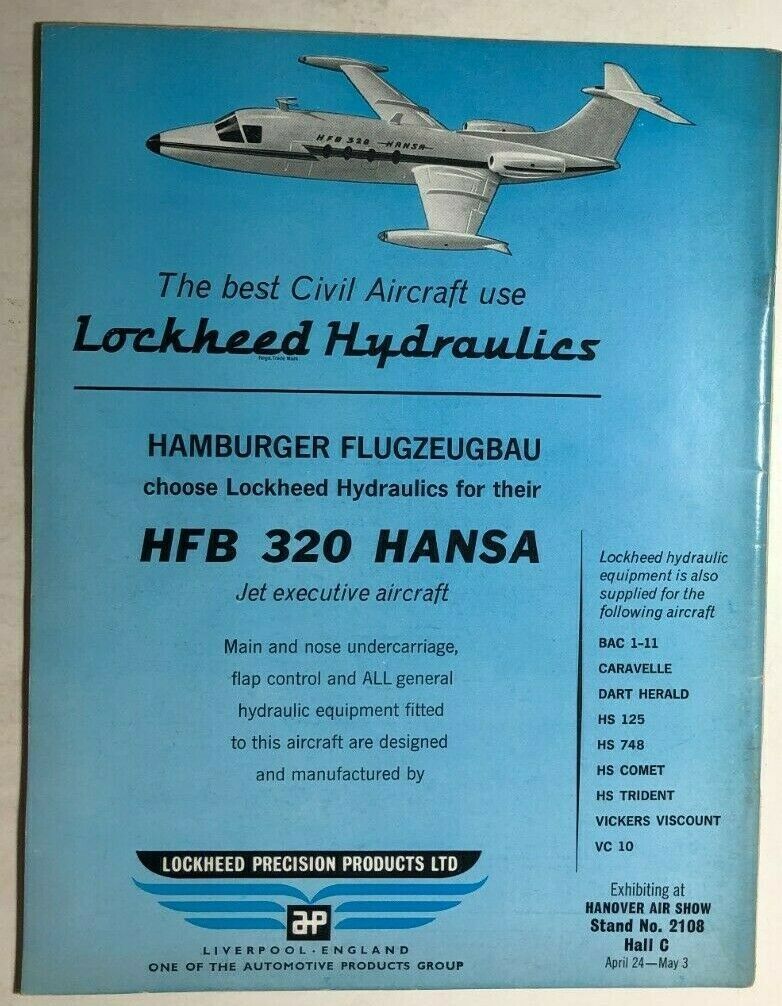 HFB 320 HANSA
The best Civil Aircraft use
Lockheed Hydraulics
Regd. Trade Mark
HAMBURGER FLUGZEUGBAU
choose Lockheed Hydraulics for their
HFB 320 HANSA
Jet executive aircraft
Main and nose undercarriage,
flap control and ALL general
hydraulic equipment fitted
to this aircraft are designed
and manufactured by
LOCKHEED PRECISION PRODUCTS LTD
AP
LIVERPOOL · ENGLAND
ONE OF THE AUTOMOTIVE PRODUCTS GROUP
Lockheed hydraulic
equipment is also
supplied for the
following aircraft
BAC 1-11
CARAVELLE
DART HERALD
HS 125
HS 748
HS COMET
HS TRIDENT
VICKERS VISCOUNT
VC 10
Exhibiting at
HANOVER AIR SHOW
Stand No. 2108
Hall C
April 24—May 3